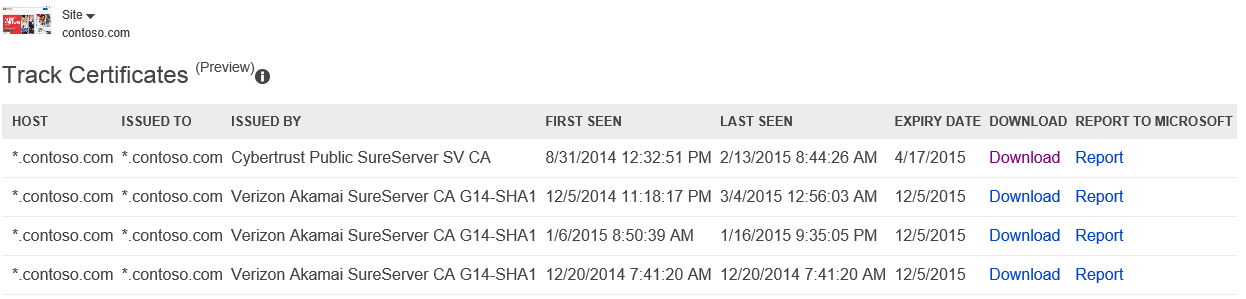 Site
contoso.com
Track Certificates (Preview)
HOST ISSUED TO ISSUED BY FIRST SEEN LAST SEEN EXPIRY DATE DOWNLOAD REPORT TO MICROSOFT
*.contoso.com *.contoso.com Cybertrust Public SureServer SV CA 8/31/2014 12:32:51 PM 2/13/2015 8:44:26 AM 4/17/2015 Download Report
*.contoso.com *.contoso.com Verizon Akamai SureServer CA G14-SHA1 12/5/2014 11:18:17 PM 3/4/2015 12:56:03 AM 12/5/2015 Download Report
*.contoso.com *.contoso.com Verizon Akamai SureServer CA G14-SHA1 1/6/2015 8:50:39 AM 1/16/2015 9:35:05 PM 12/5/2015 Download Report
*.contoso.com *.contoso.com Verizon Akamai SureServer CA G14-SHA1 12/20/2014 7:41:20 AM 12/20/2014 7:41:20 AM 12/5/2015 Download Report